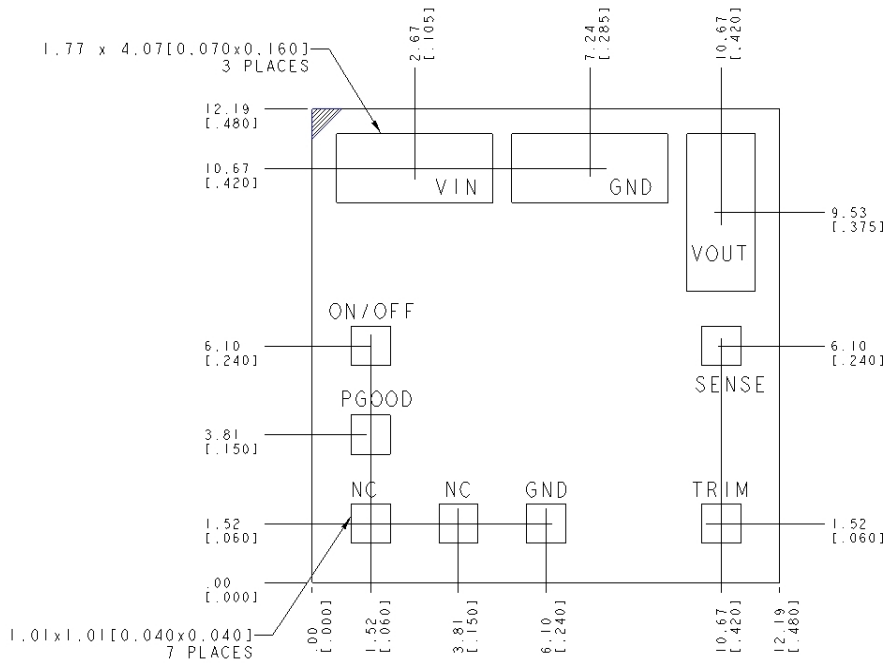 1.77 x 4.07[0.070x0.160]
3 PLACES
2.67
[.105]
7.24
[.285]
10.67
[.420]
12.19
[.480]
10.67
[.420]
VIN
GND
VOUT
9.53
[.375]
ON/OFF
6.10
[.240]
6.10
[.240]
SENSE
PGOOD
3.81
[.150]
NC
NC
GND
TRIM
1.52
[.060]
1.52
[.060]
.00
[.000]
1.01x1.01[0.040x0.040]
7 PLACES
.00
[.000]
1.52
[.060]
3.81
[.150]
6.10
[.240]
10.67
[.420]
12.19
[.480]